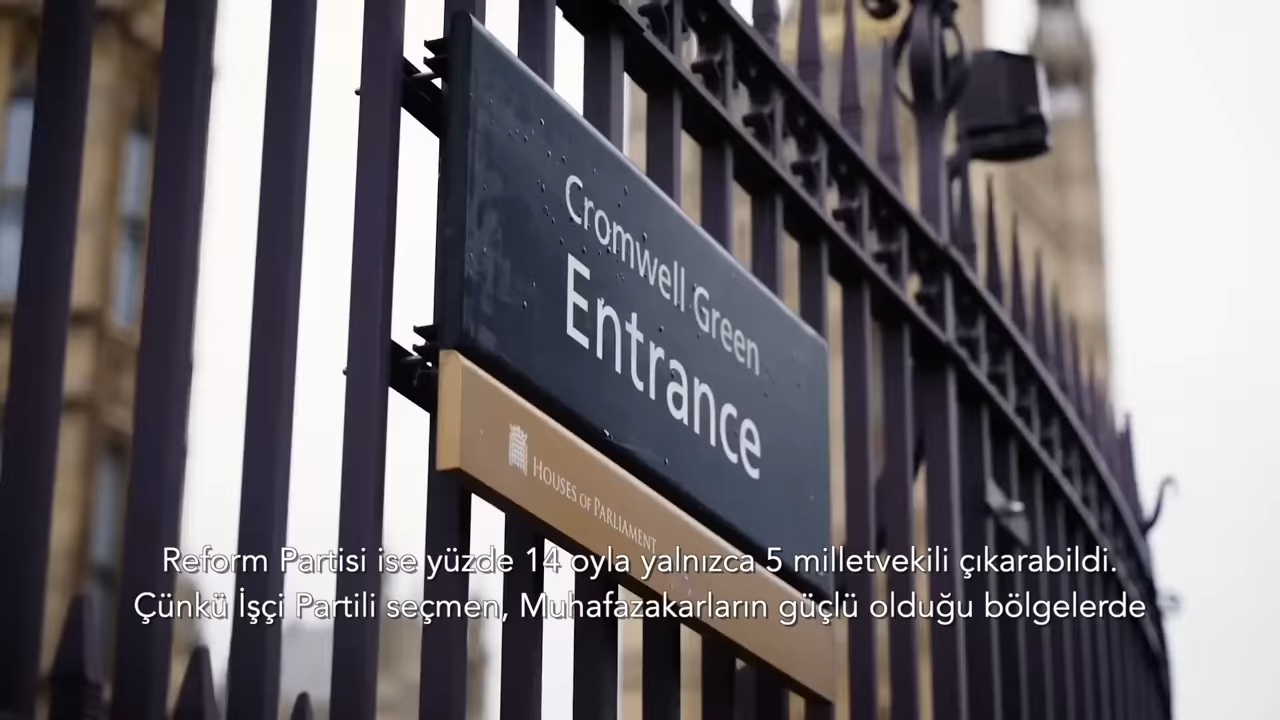 Cromwell Green
Entrance
HOUSES OF PARLIAMENT
Reform Partisi ise yüzde 14 oyla yalnızca 5 milletvekili çıkarabildi.
Çünkü İşçi Partili seçmen, Muhafazakarların güçlü olduğu bölgelerde